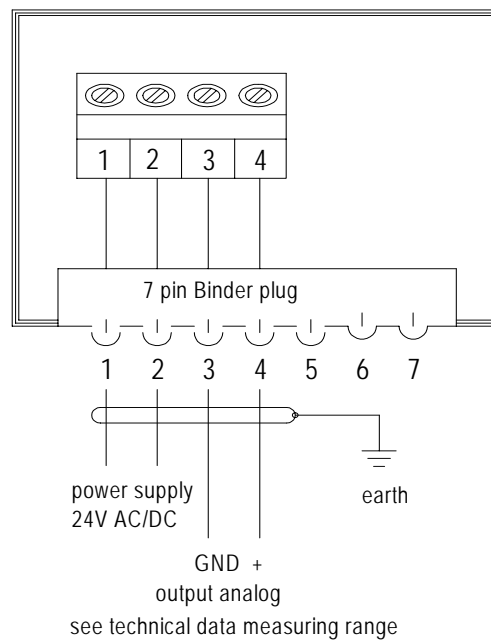 1 2 3 4
7 pin Binder plug
1 2 3 4 5 6 7
power supply
24V AC/DC
earth
GND +
output analog
see technical data measuring range